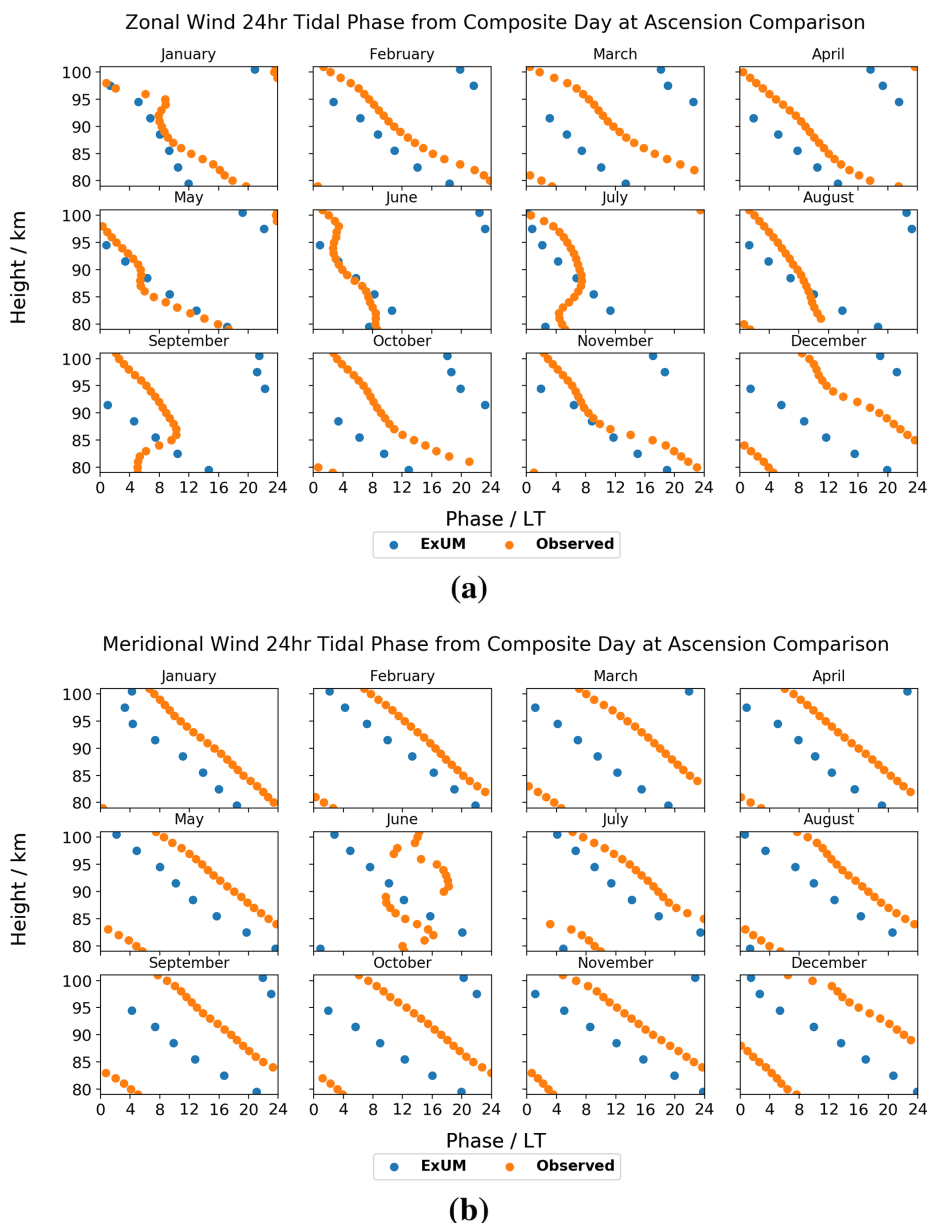 Zonal Wind 24hr Tidal Phase from Composite Day at Ascension Comparison
January February March April
100
95
90
85
80
May June July August
100
95
90
85
80
September October November December
100
95
90
85
80
0 4 8 12 16 20 24 0 4 8 12 16 20 24 0 4 8 12 16 20 24 0 4 8 12 16 20 24
Height / km
Phase / LT
ExUM Observed
(a)
Meridional Wind 24hr Tidal Phase from Composite Day at Ascension Comparison
January February March April
100
95
90
85
80
May June July August
100
95
90
85
80
September October November December
100
95
90
85
80
0 4 8 12 16 20 24 0 4 8 12 16 20 24 0 4 8 12 16 20 24 0 4 8 12 16 20 24
Height / km
Phase / LT
ExUM Observed
(b)